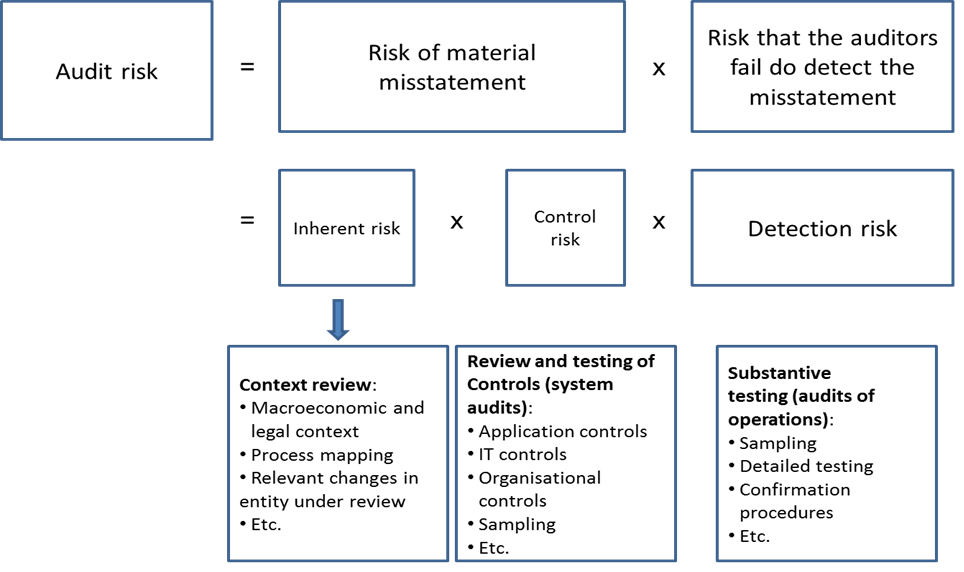 Audit risk
=
Risk of material
misstatement
x
Risk that the auditors
fail do detect the
misstatement
=
Inherent risk
x
Control
risk
x
Detection risk
Context review:
• Macroeconomic and
legal context
• Process mapping
• Relevant changes in
entity under review
• Etc.
Review and testing of
Controls (system
audits):
• Application controls
• IT controls
• Organisational
controls
• Sampling
• Etc.
Substantive
testing (audits of
operations):
• Sampling
• Detailed testing
• Confirmation
procedures
• Etc.